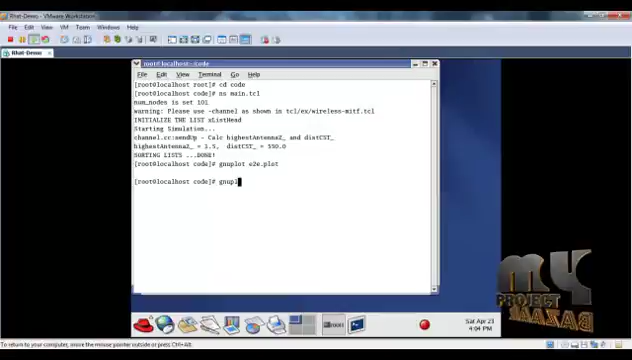 Rhat-Demo - VMware Workstation
File Edit View VM Team Windows Help
Rhat-Demo
root@localhost:~/code
File Edit View Terminal Go Help
[root@localhost root]# cd code
[root@localhost code]# ns main.tcl
num_nodes is set 101
warning: Please use -channel as shown in tcl/ex/wireless-mitf.tcl
INITIALIZE THE LIST xListHead
Starting Simulation...
channel.cc:sendUp - Calc highestAntennaZ_ and distCST_
highestAntennaZ_ = 1.5, distCST_ = 550.0
SORTING LISTS ...DONE!
[root@localhost code]# gnuplot e2e.plot
[root@localhost code]# gnupl
MY
PROJECT
BAZAAR
Sat Apr 23
4:04 PM
To return to your computer, move the mouse pointer outside or press Ctrl+Alt.